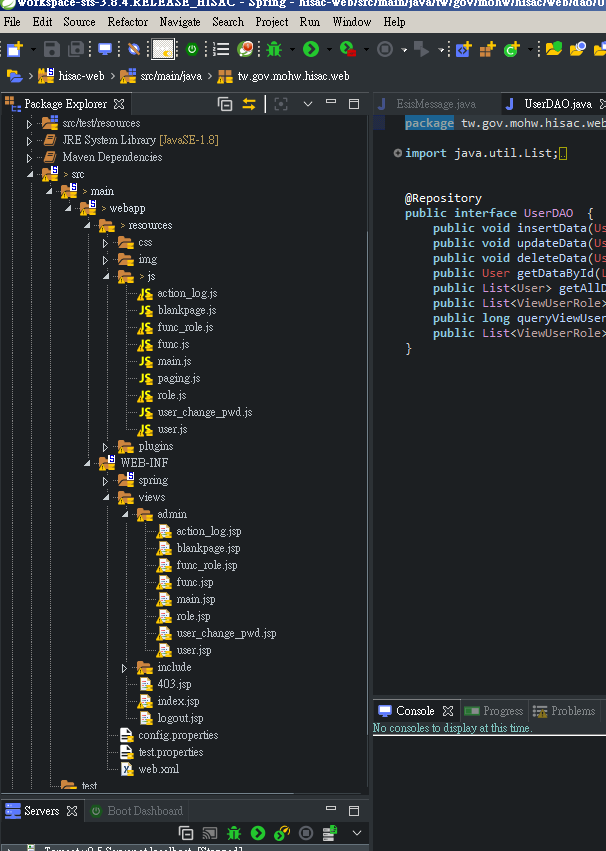 workspace-sts-3.8.4.RELEASE_HISAC - Spring - hisac-web/src/main/java/tw/gov/mohw/hisac/web/dao/U
File Edit Source Refactor Navigate Search Project Run Window Help
hisac-web src/main/java tw.gov.mohw.hisac.web
Package Explorer
src/test/resources
JRE System Library [JavaSE-1.8]
Maven Dependencies
> src
> main
> webapp
> resources
> css
img
> js
action_log.js
blankpage.js
func_role.js
func.js
main.js
paging.js
role.js
user_change_pwd.js
user.js
plugins
WEB-INF
spring
views
admin
action_log.jsp
blankpage.jsp
func_role.jsp
func.jsp
main.jsp
role.jsp
user_change_pwd.jsp
user.jsp
include
403.jsp
index.jsp
logout.jsp
config.properties
test.properties
web.xml
test
Servers Boot Dashboard
EsisMessage.java UserDAO.java
package tw.gov.mohw.hisac.web
import java.util.List;
@Repository
public interface UserDAO {
public void insertData(Us
public void updateData(Us
public void deleteData(Us
public User getDataById(L
public List<User> getAllD
public List<ViewUserRole>
public long queryViewUser
public List<ViewUserRole>
}
Console Progress Problems
No consoles to display at this time.